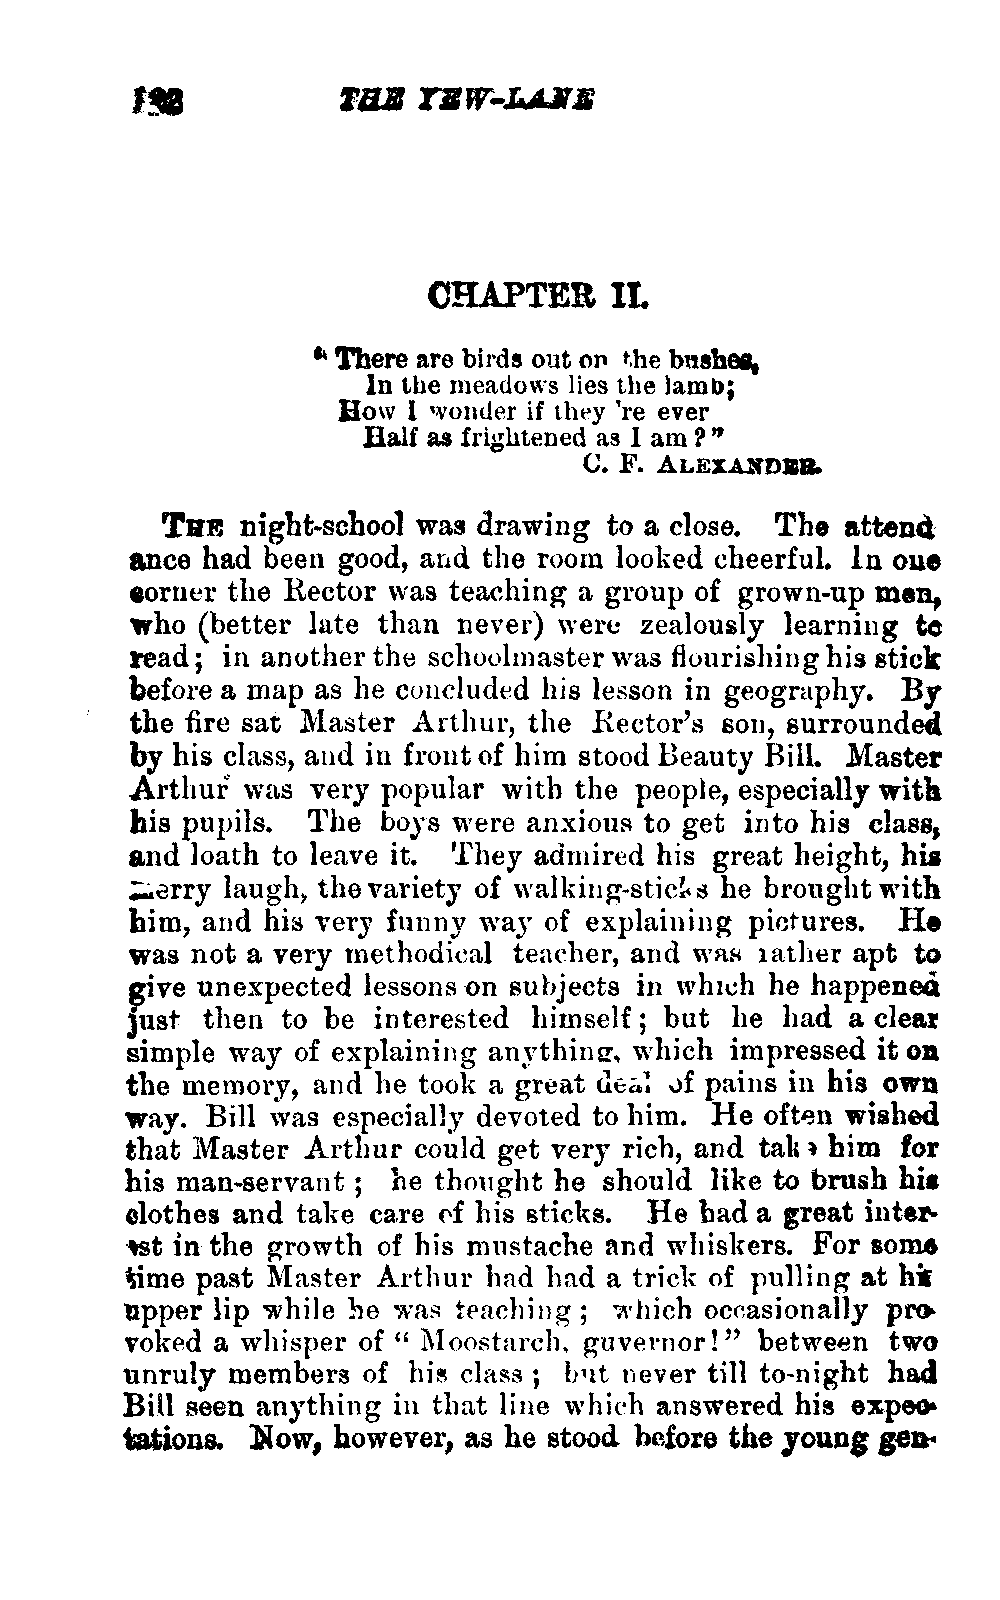 THE YEW-LANE
CHAPTER II.
“ There are birds out on the bushes,
In the meadows lies the lamb;
How I wonder if they 're ever
Half as frightened as I am ? ”
C. F. ALEXANDER.
THE night-school was drawing to a close. The attend
ance had been good, and the room looked cheerful. In one
corner the Rector was teaching a group of grown-up men,
who (better late than never) were zealously learning to
read ; in another the schoolmaster was flourishing his stick
before a map as he concluded his lesson in geography. By
the fire sat Master Arthur, the Rector's son, surrounded
by his class, and in front of him stood Beauty Bill. Master
Arthur was very popular with the people, especially with
his pupils. The boys were anxious to get into his class,
and loath to leave it. They admired his great height, his
merry laugh, the variety of walking-sticks he brought with
him, and his very funny way of explaining pictures. He
was not a very methodical teacher, and was rather apt to
give unexpected lessons on subjects in which he happened
just then to be interested himself ; but he had a clear
simple way of explaining anything, which impressed it on
the memory, and he took a great deal of pains in his own
way. Bill was especially devoted to him. He often wished
that Master Arthur could get very rich, and take him for
his man-servant ; he thought he should like to brush his
clothes and take care of his sticks. He had a great inter-
est in the growth of his mustache and whiskers. For some
time past Master Arthur had had a trick of pulling at his
upper lip while he was teaching ; which occasionally pro-
voked a whisper of “ Moostarch, guvernor! ” between two
unruly members of his class ; but never till to-night had
Bill seen anything in that line which answered his expec-
tations. Now, however, as he stood before the young gen-